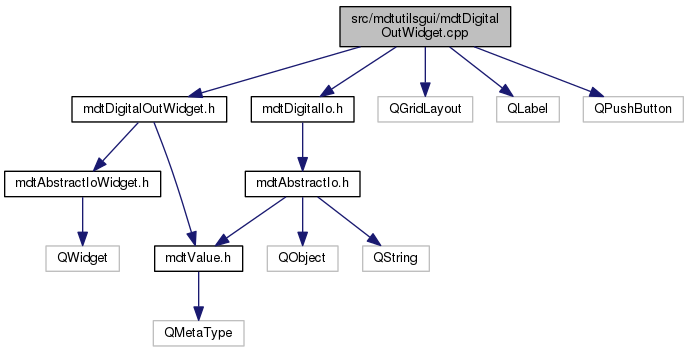 src/mdtutilsgui/mdtDigital
OutWidget.cpp
mdtDigitalOutWidget.h
mdtDigitalIo.h
QGridLayout
QLabel
QPushButton
mdtAbstractIoWidget.h
mdtAbstractIo.h
QWidget
mdtValue.h
QObject
QString
QMetaType